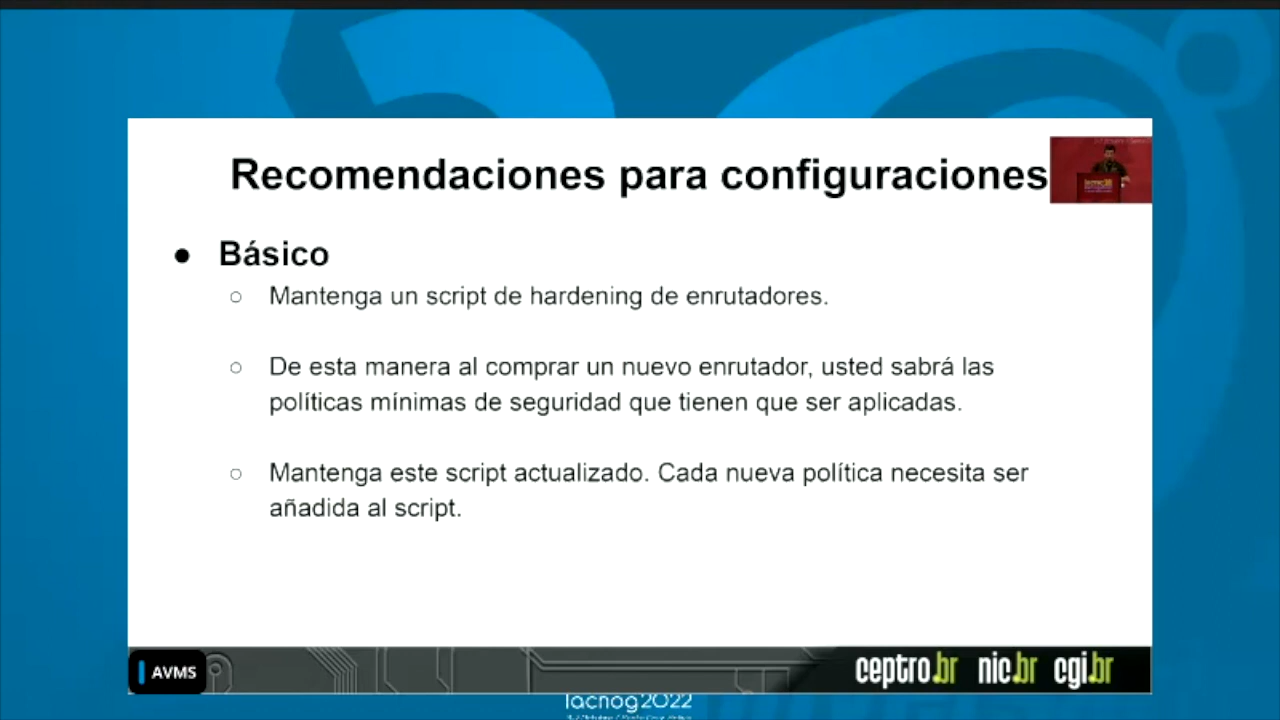 Recomendaciones para configuraciones
● Básico
○ Mantenga un script de hardening de enrutadores.
○ De esta manera al comprar un nuevo enrutador, usted sabrá las
políticas mínimas de seguridad que tienen que ser aplicadas.
○ Mantenga este script actualizado. Cada nueva política necesita ser
añadida al script.
AVMS
ceptro.br nic.br cgi.br
lacnog2022